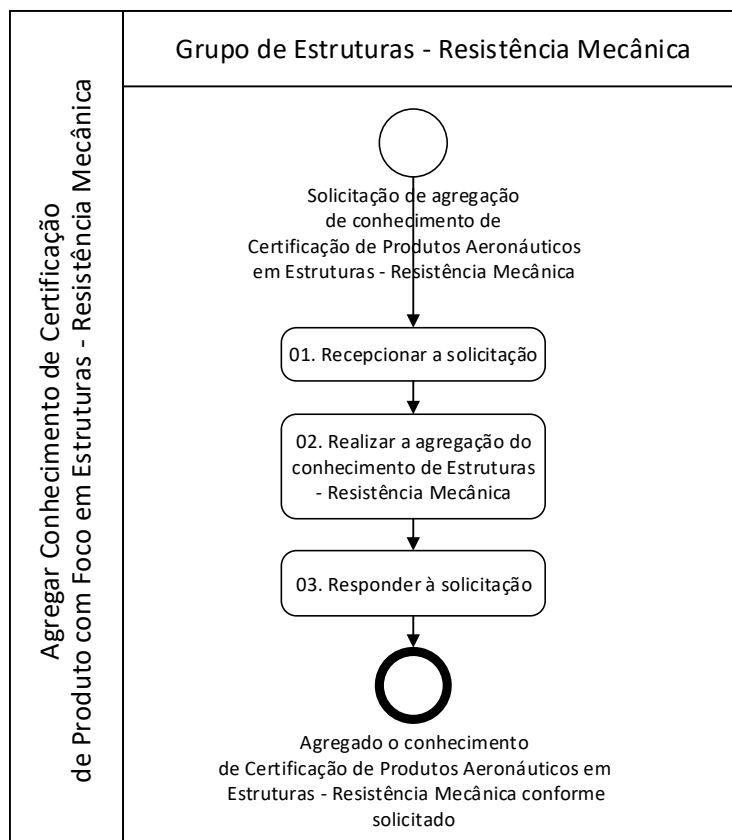 Agregar Conhecimento de Certificação
de Produto com Foco em Estruturas - Resistência Mecânica
Grupo de Estruturas - Resistência Mecânica
Solicitação de agregação
de conhecimento de
Certificação de Produtos Aeronáuticos
em Estruturas - Resistência Mecânica
01. Recepcionar a solicitação
02. Realizar a agregação do
conhecimento de Estruturas
- Resistência Mecânica
03. Responder à solicitação
Agregado o conhecimento
de Certificação de Produtos Aeronáuticos em
Estruturas - Resistência Mecânica conforme
solicitado